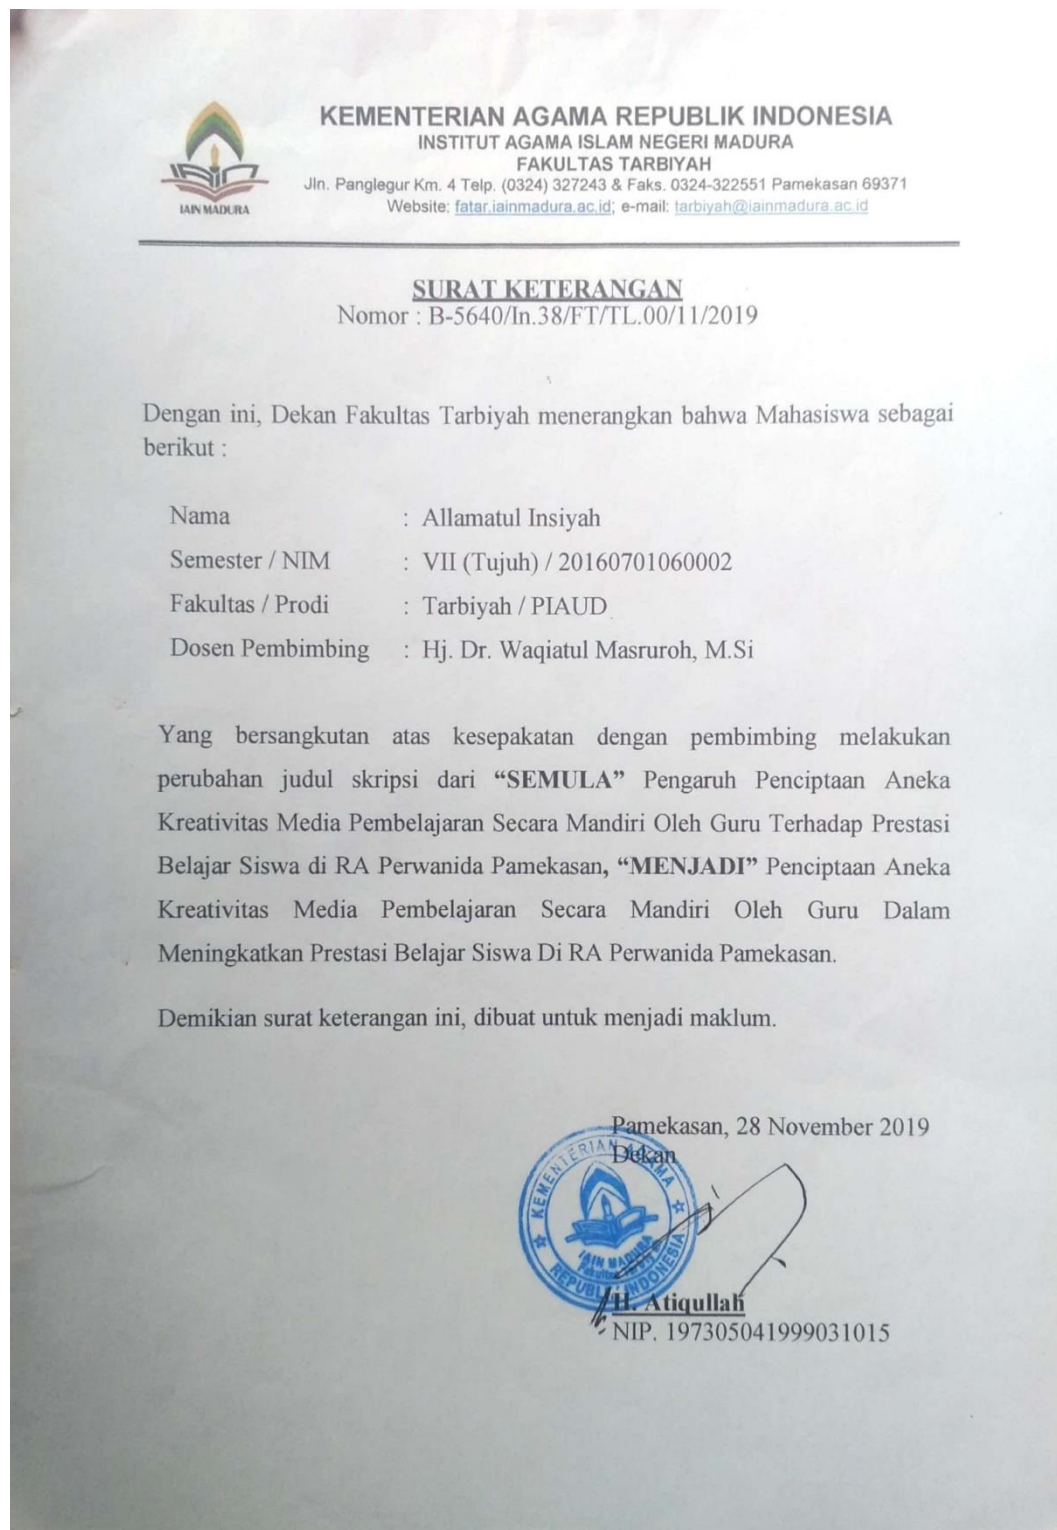 KEMENTERIAN AGAMA REPUBLIK INDONESIA
INSTITUT AGAMA ISLAM NEGERI MADURA
FAKULTAS TARBIYAH
Jln. Panglegur Km. 4 Telp. (0324) 327243 & Faks. 0324-322551 Pamekasan 69371
Website: fatar.iainmadura.ac.id; e-mail: tarbiyah@iainmadura.ac.id
IAIN MADURA
SURAT KETERANGAN
Nomor : B-5640/In.38/FT/TL.00/11/2019
Dengan ini, Dekan Fakultas Tarbiyah menerangkan bahwa Mahasiswa sebagai
berikut :
Nama : Allamatul Insiyah
Semester / NIM : VII (Tujuh) / 20160701060002
Fakultas / Prodi : Tarbiyah / PIAUD
Dosen Pembimbing : Hj. Dr. Waqiatul Masruroh, M.Si
Yang bersangkutan atas kesepakatan dengan pembimbing melakukan
perubahan judul skripsi dari “SEMULA” Pengaruh Penciptaan Aneka
Kreativitas Media Pembelajaran Secara Mandiri Oleh Guru Terhadap Prestasi
Belajar Siswa di RA Perwanida Pamekasan, “MENJADI” Penciptaan Aneka
Kreativitas Media Pembelajaran Secara Mandiri Oleh Guru Dalam
Meningkatkan Prestasi Belajar Siswa Di RA Perwanida Pamekasan.
Demikian surat keterangan ini, dibuat untuk menjadi maklum.
Pamekasan, 28 November 2019
Dekan
KEMENTERIAN AGAMA
IAIN MADURA
REPUBLIK INDONESIA
H. Atiqullah
NIP. 197305041999031015